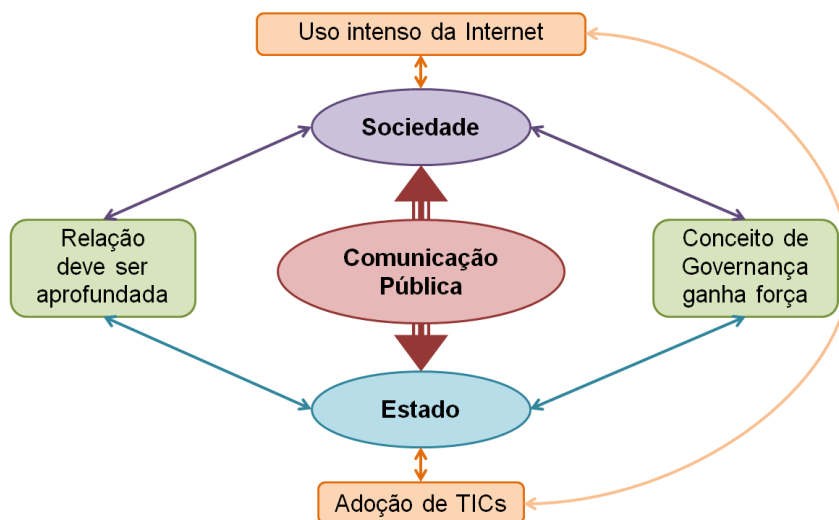 Uso intenso da Internet
Sociedade
Relação
deve ser
aprofundada
Comunicação
Pública
Conceito de
Governança
ganha força
Estado
Adoção de TICs